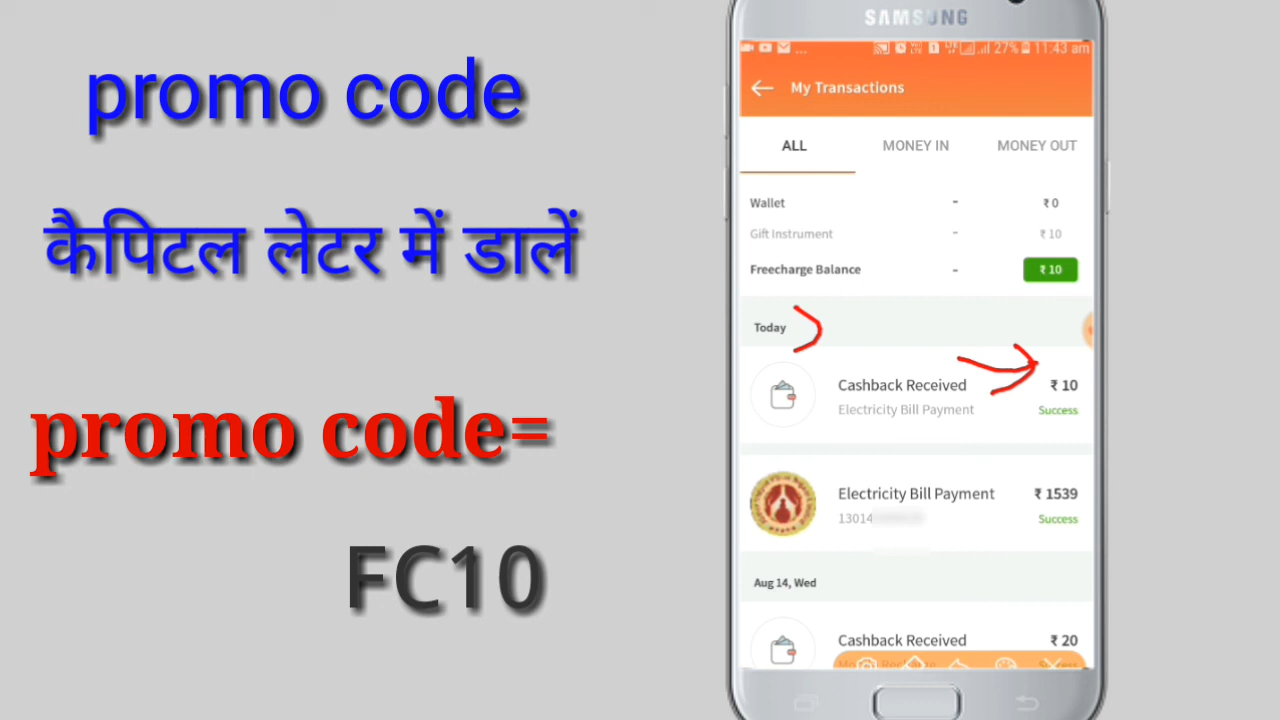 promo code
कैपिटल लेटर में डालें
promo code=
FC10
SAMSUNG
... 27% 11:43 am
My Transactions
ALL MONEY IN MONEY OUT
Wallet - ₹ 0
Gift Instrument - ₹ 10
Freecharge Balance - ₹ 10
Today
Cashback Received ₹ 10
Electricity Bill Payment Success
Electricity Bill Payment ₹ 1539
13014 Success
Aug 14, Wed
Cashback Received ₹ 20